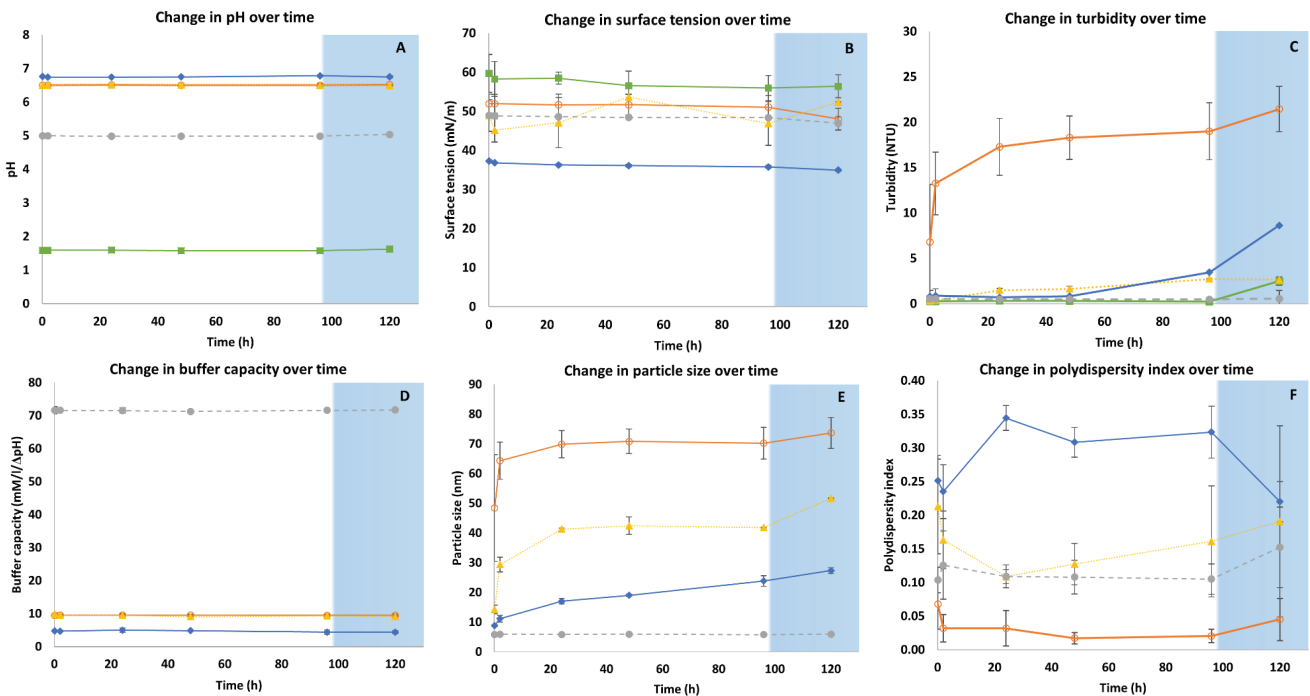 Change in pH over time
A
8
7
6
5
4
3
2
1
0
pH
0 20 40 60 80 100 120
Time (h)
Change in surface tension over time
B
70
60
50
40
30
20
10
0
Surface tension (mN/m)
0 20 40 60 80 100 120
Time (h)
Change in turbidity over time
C
30
25
20
15
10
5
0
Turbidity (NTU)
0 20 40 60 80 100 120
Time (h)
Change in buffer capacity over time
D
80
70
60
50
40
30
20
10
0
Buffer capacity (mM/l/ΔpH)
0 20 40 60 80 100 120
Time (h)
Change in particle size over time
E
90
80
70
60
50
40
30
20
10
0
Particle size (nm)
0 20 40 60 80 100 120
Time (h)
Change in polydispersity index over time
F
0.40
0.35
0.30
0.25
0.20
0.15
0.10
0.05
0.00
Polydispersity index
0 20 40 60 80 100 120
Time (h)